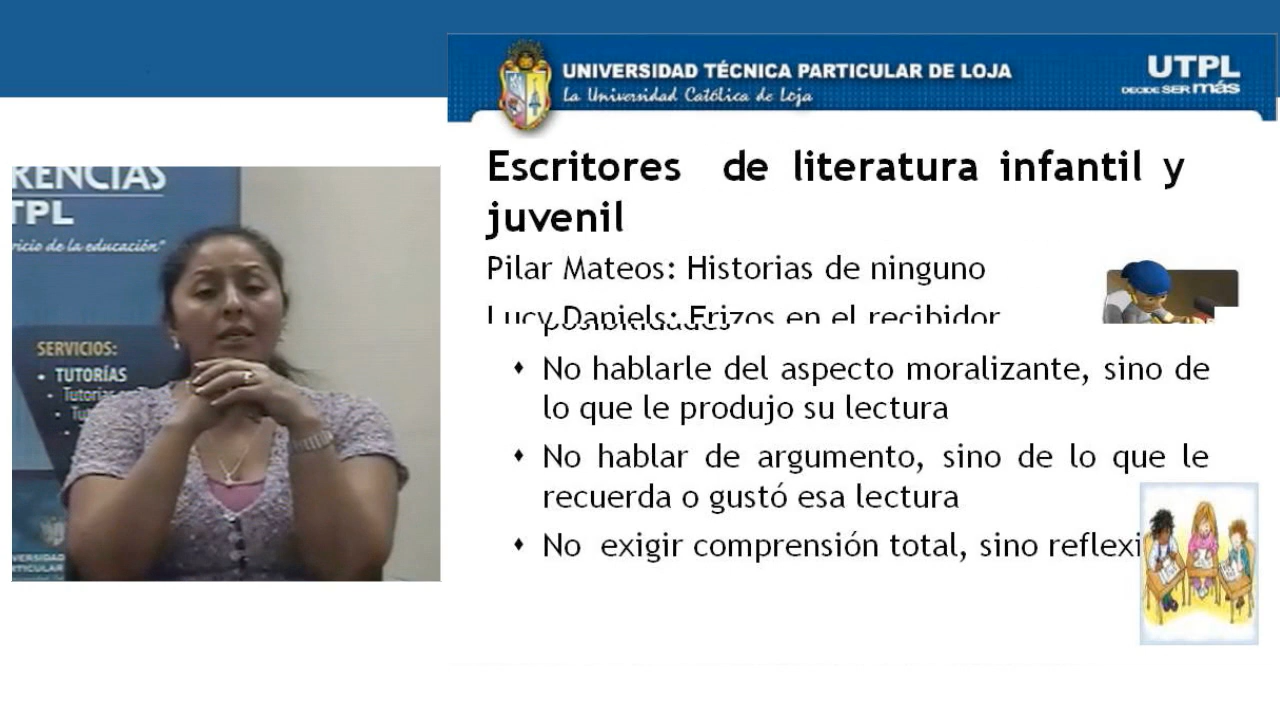 UNIVERSIDAD TÉCNICA PARTICULAR DE LOJA
La Universidad Católica de Loja
UTPL
DECIDE SER más
RENCIAS
TPL
ricio de la educación"
SERVICIOS:
• TUTORÍAS
• Tutorías
VERSIDAD
TICULAR
Escritores de literatura infantil y
juvenil
Pilar Mateos: Historias de ninguno
Lucy Daniels: Erizos en el recibidor
♦ No hablarle del aspecto moralizante, sino de
lo que le produjo su lectura
♦ No hablar de argumento, sino de lo que le
recuerda o gustó esa lectura
♦ No exigir comprensión total, sino reflexi